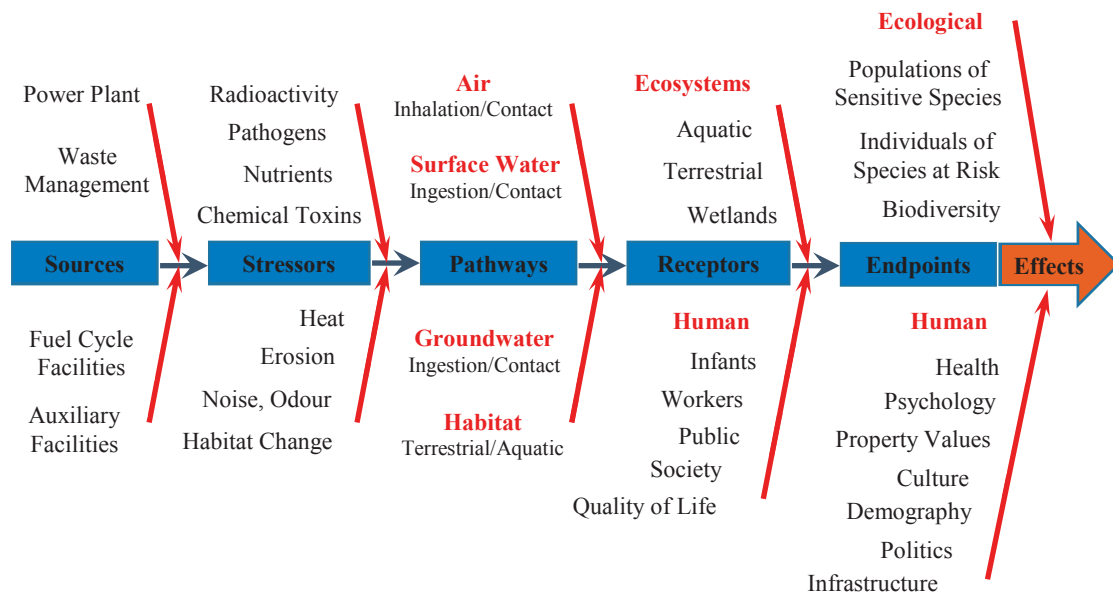 Power Plant
Waste
Management
Sources
Fuel Cycle
Facilities
Auxiliary
Facilities
Radioactivity
Pathogens
Nutrients
Chemical Toxins
Stressors
Heat
Erosion
Noise, Odour
Habitat Change
Air
Inhalation/Contact
Surface Water
Ingestion/Contact
Pathways
Groundwater
Ingestion/Contact
Habitat
Terrestrial/Aquatic
Ecosystems
Aquatic
Terrestrial
Wetlands
Receptors
Human
Infants
Workers
Public
Society
Quality of Life
Ecological
Populations of
Sensitive Species
Individuals of
Species at Risk
Biodiversity
Endpoints
Effects
Human
Health
Psychology
Property Values
Culture
Demography
Politics
Infrastructure